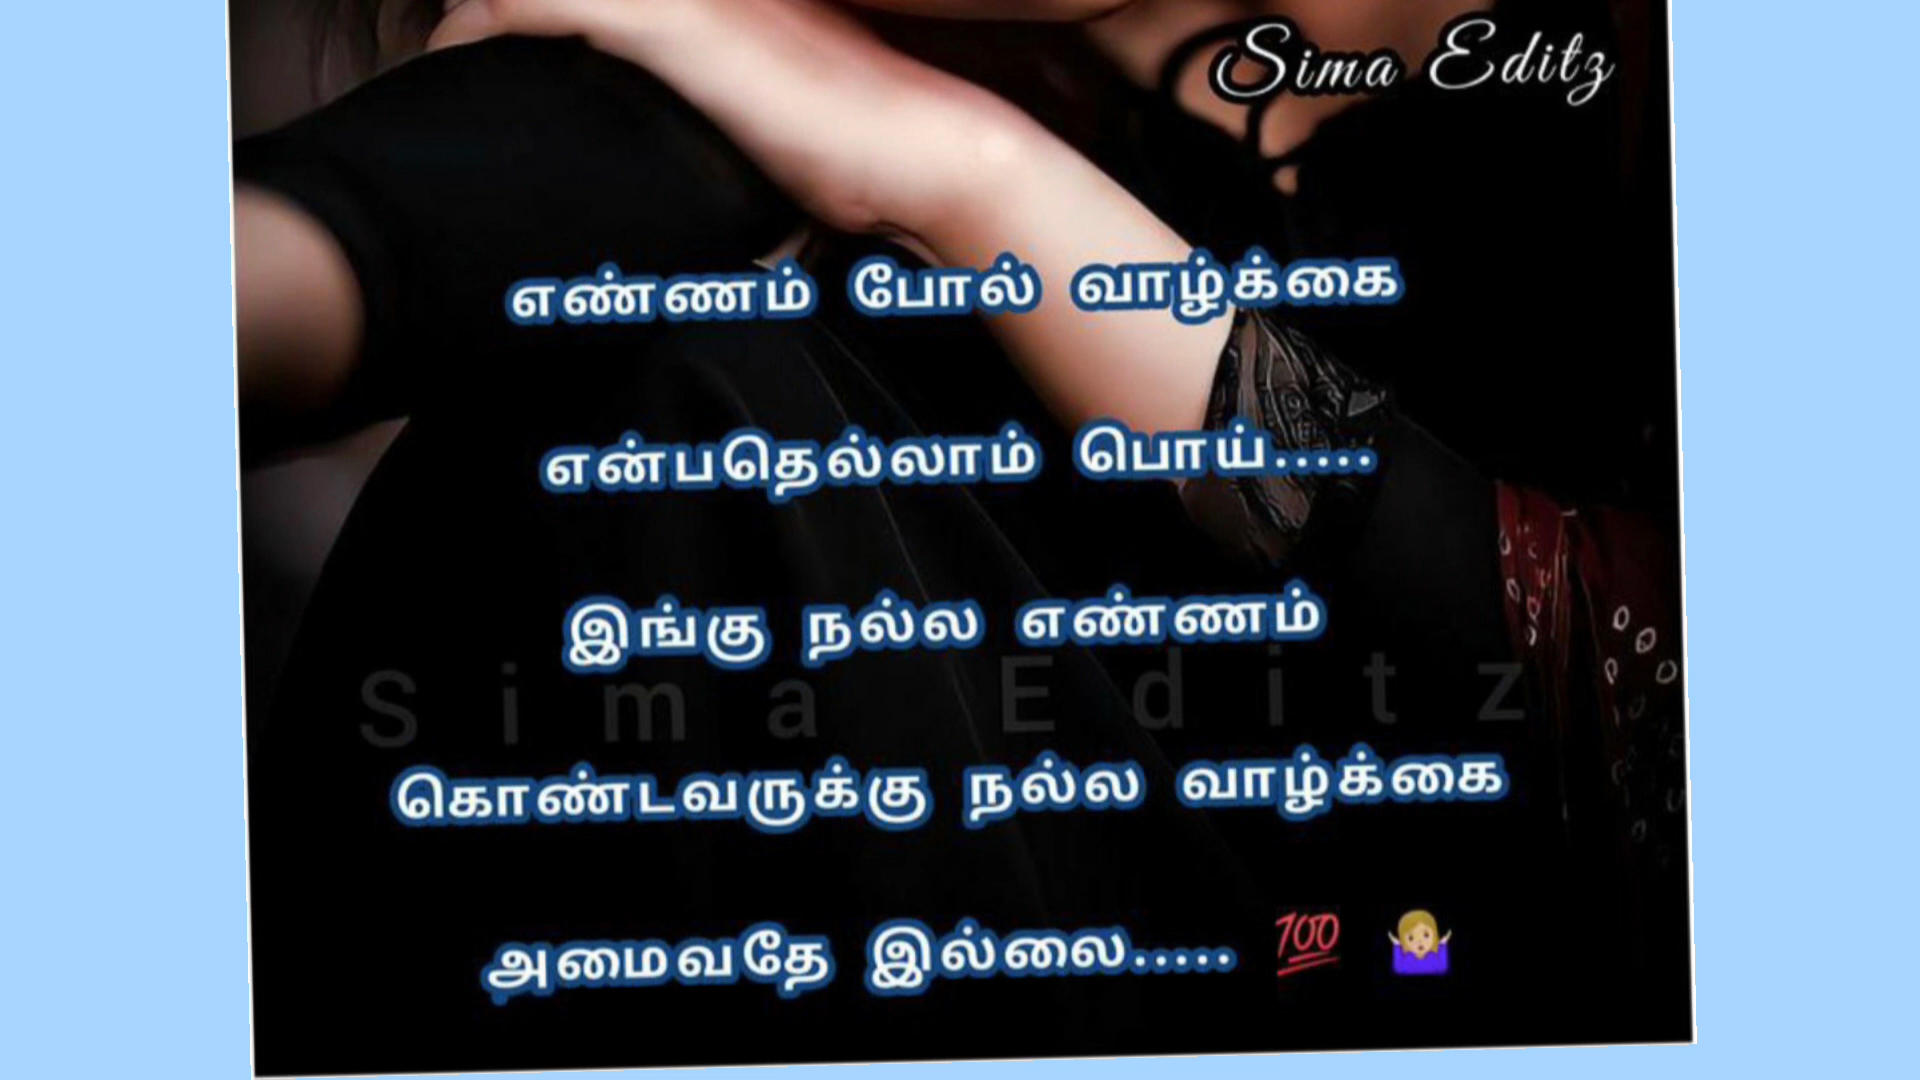 Sima Editz
எண்ணம் போல் வாழ்க்கை
என்பதெல்லாம் பொய்.....
இங்கு நல்ல எண்ணம்
Sima Editz
கொண்டவருக்கு நல்ல வாழ்க்கை
அமைவதே இல்லை..... 💯 🤷🏼‍♀️